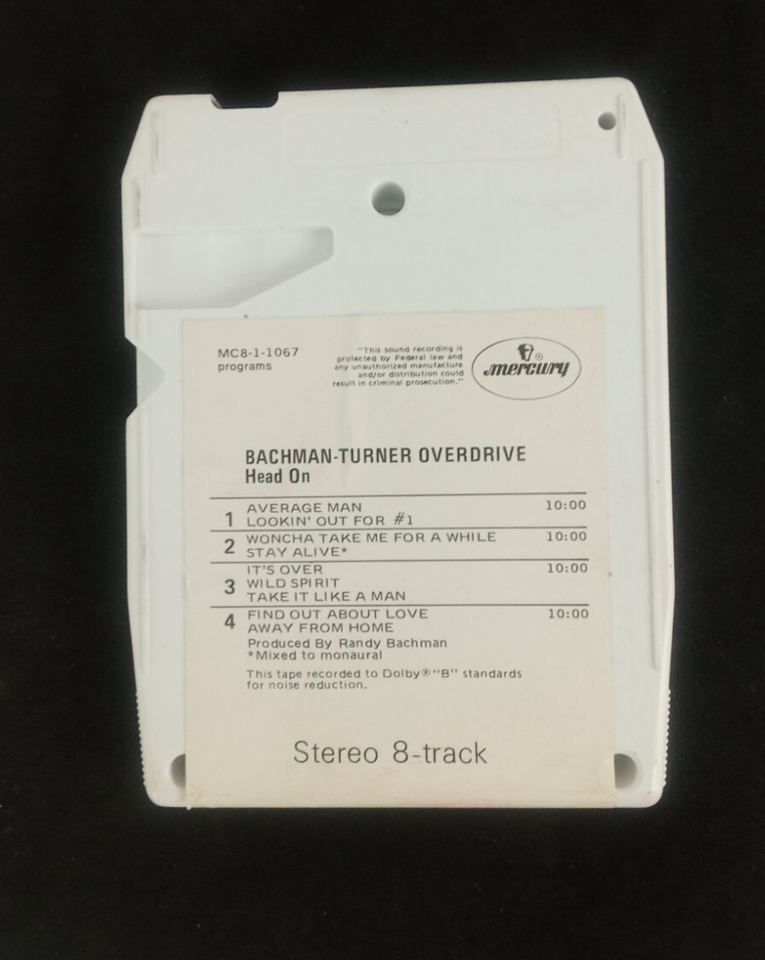 MC8-1-1067
programs
"This sound recording is
protected by Federal law and
any unauthorized manufacture
and/or distribution could
result in criminal prosecution."
®
mercury
BACHMAN-TURNER OVERDRIVE
Head On
1 AVERAGE MAN 10:00
LOOKIN' OUT FOR #1
2 WONCHA TAKE ME FOR A WHILE 10:00
STAY ALIVE*
3 IT'S OVER 10:00
WILD SPIRIT
TAKE IT LIKE A MAN
4 FIND OUT ABOUT LOVE 10:00
AWAY FROM HOME
Produced By Randy Bachman
*Mixed to monaural
This tape recorded to Dolby® "B" standards
for noise reduction.
Stereo 8-track